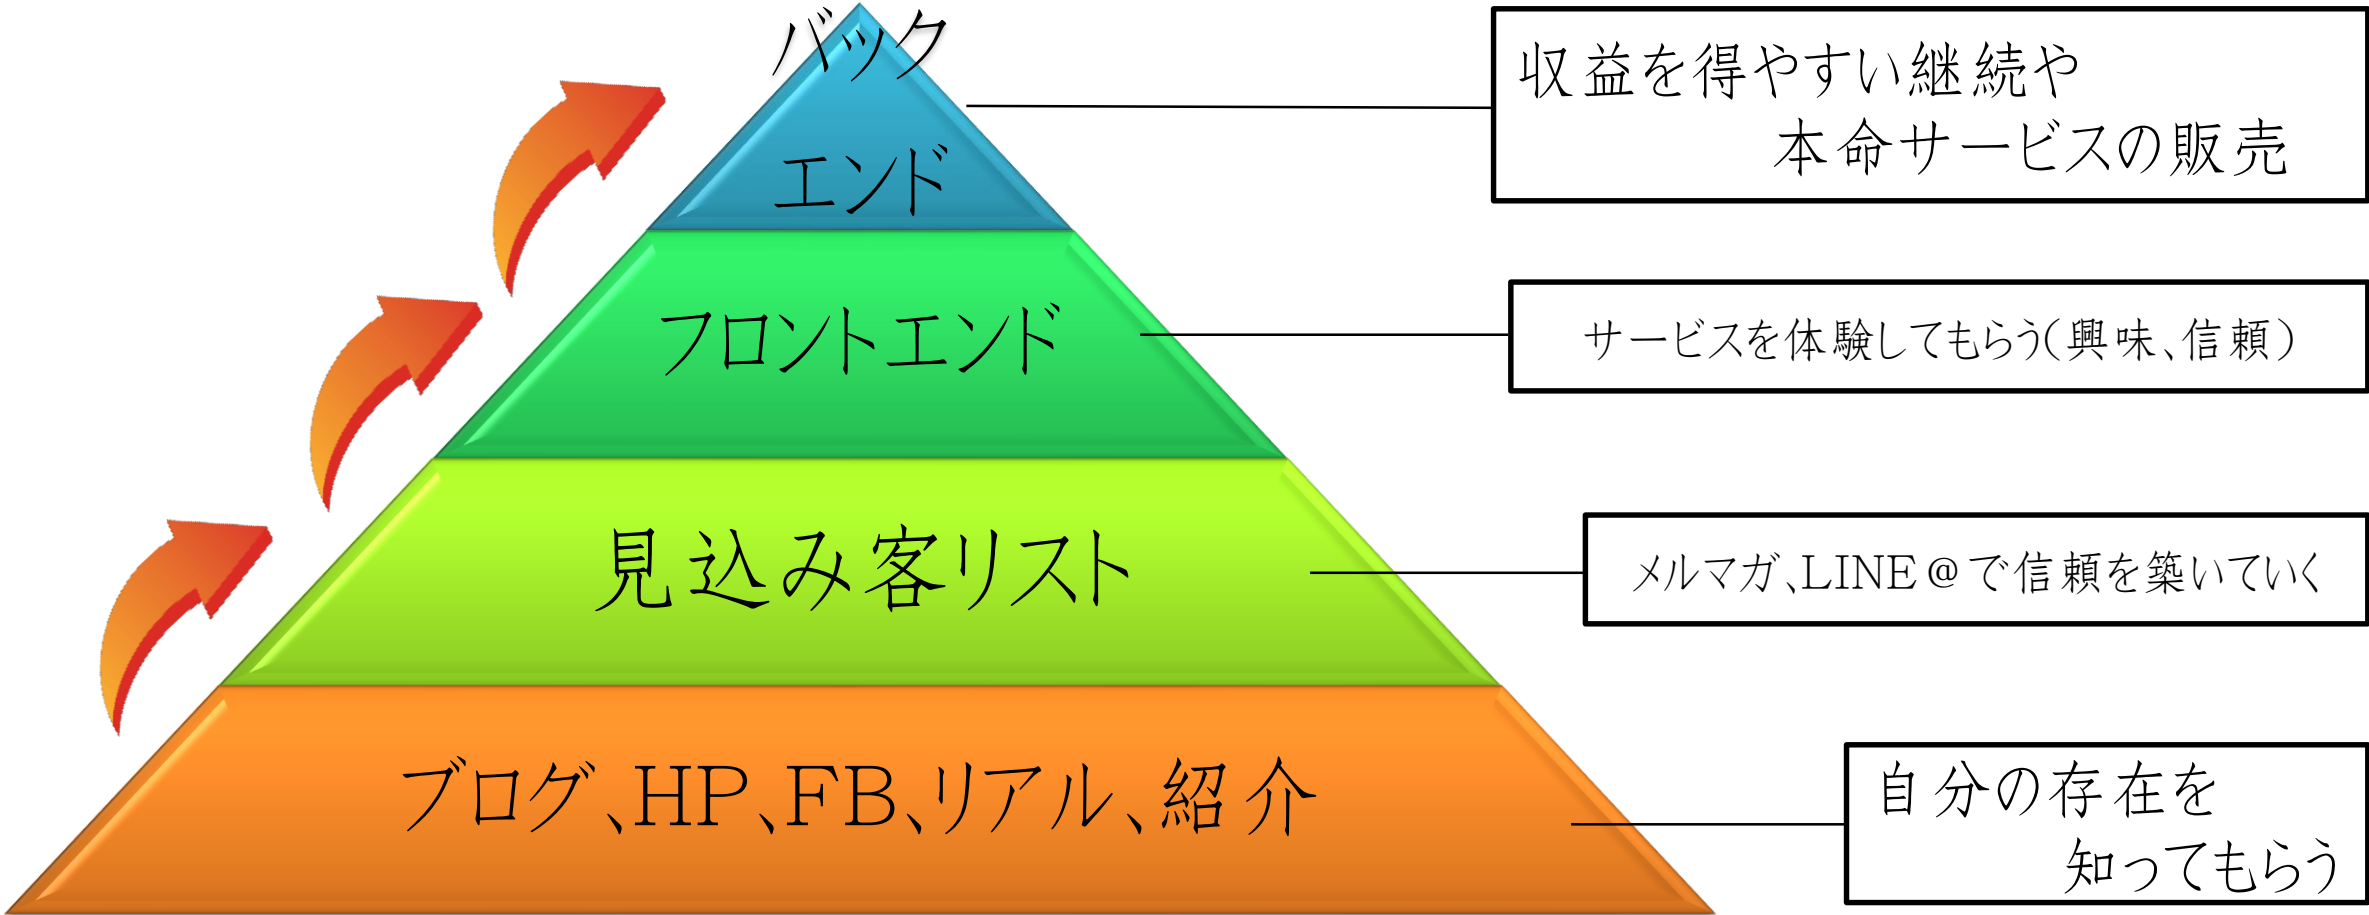 バック
エンド
収益を得やすい継続や
本命サービスの販売
フロントエンド
サービスを体験してもらう(興味、信頼)
見込み客リスト
メルマガ、LINE@で信頼を築いていく
ブログ、HP、FB、リアル、紹介
自分の存在を
知ってもらう